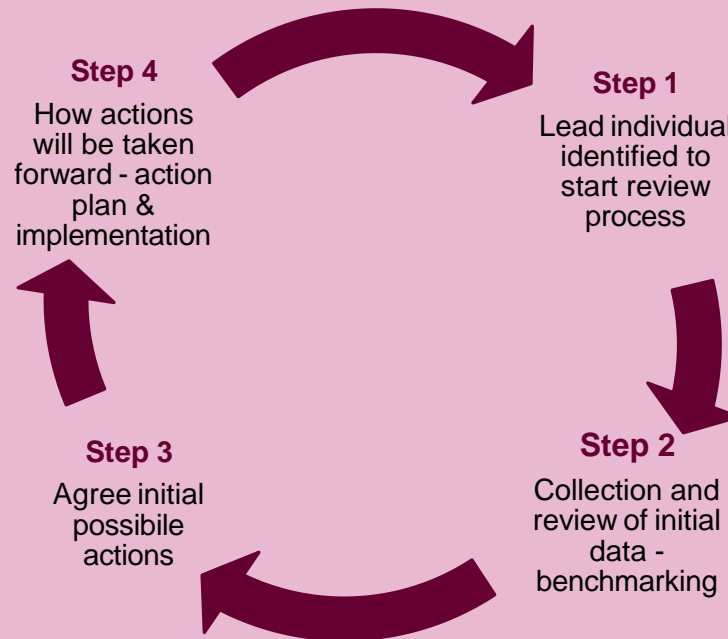 Step 1
Lead individual
identified to
start review
process
Step 2
Collection and
review of initial
data -
benchmarking
Step 3
Agree initial
possibile
actions
Step 4
How actions
will be taken
forward - action
plan &
implementation